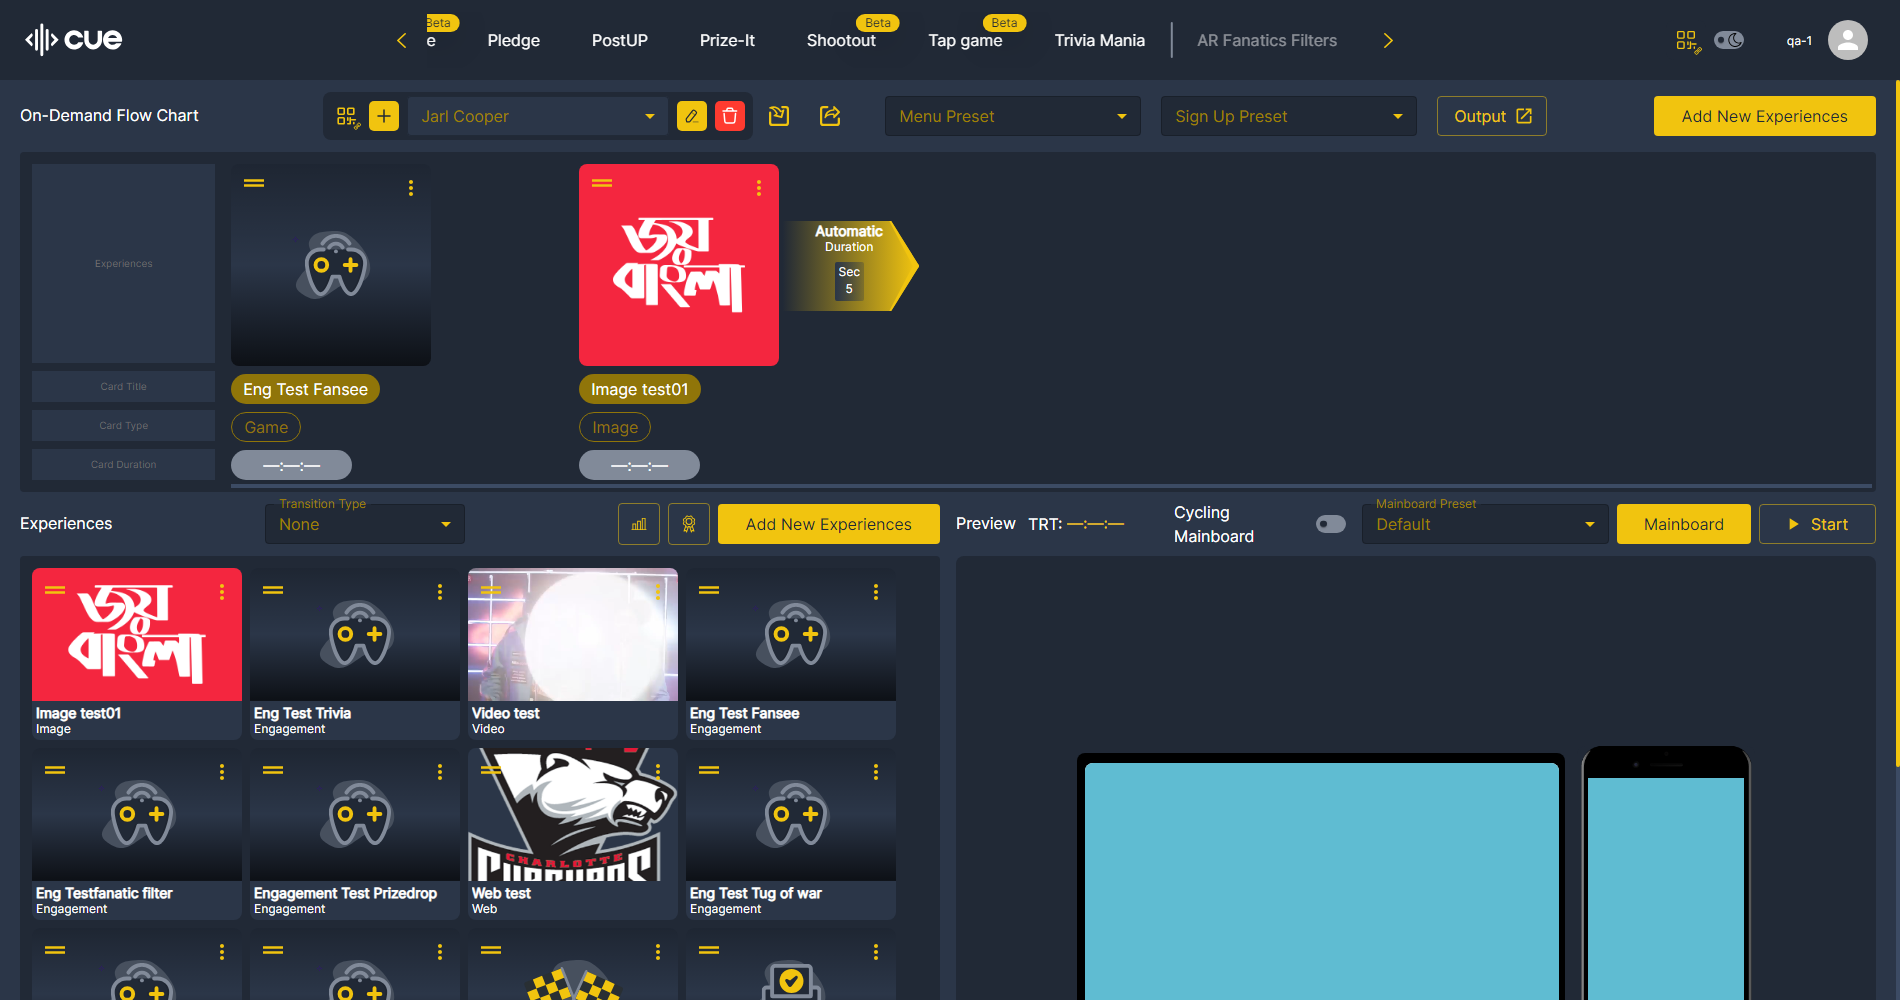 cue
Beta
e
Pledge
PostUP
Prize-It
Beta
Shootout
Beta
Tap game
Trivia Mania
AR Fanatics Filters
qa-1
On-Demand Flow Chart
Jarl Cooper
Menu Preset
Sign Up Preset
Output
Add New Experiences
Experiences
জয়
বাংলা
Automatic
Duration
Sec
5
Card Title
Eng Test Fansee
Image test01
Card Type
Game
Image
Card Duration
—:—:—
—:—:—
Experiences
Transition Type
None
Add New Experiences
Preview
TRT: —:—:—
Cycling
Mainboard
Mainboard Preset
Default
Mainboard
Start
জয়
বাংলা
Image test01
Image
Eng Test Trivia
Engagement
Video test
Video
Eng Test Fansee
Engagement
Eng Testfanatic filter
Engagement
Engagement Test Prizedrop
Engagement
CHARLOTTE
Web test
Web
Eng Test Tug of war
Engagement